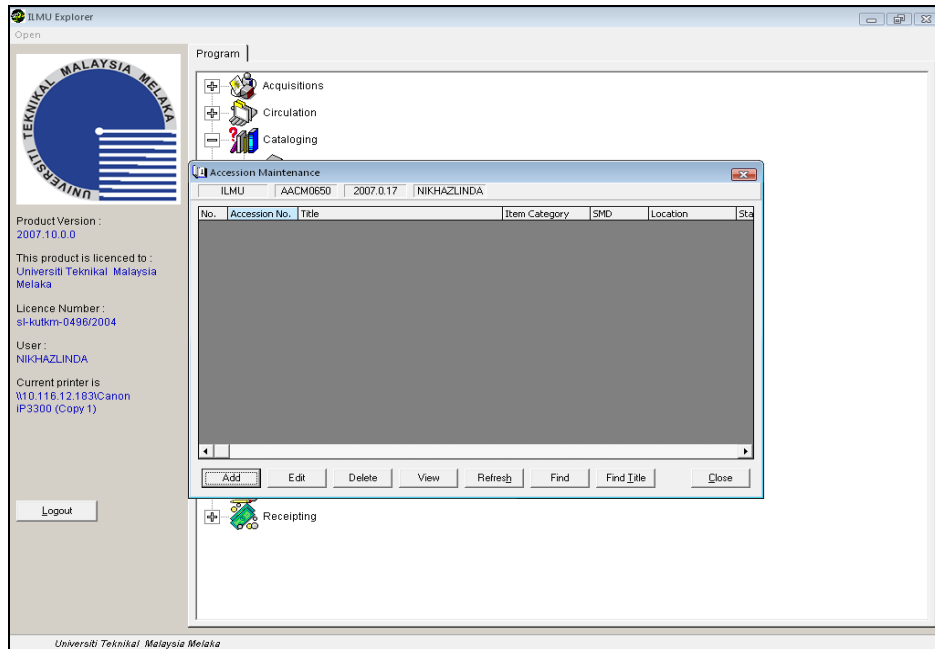 ILMU Explorer
Open
UNIVERSITI TEKNIKAL MALAYSIA MELAKA
Product Version :
2007.10.0.0
This product is licenced to :
Universiti Teknikal Malaysia
Melaka
Licence Number :
sl-kutkm-0496/2004
User :
NIKHAZLINDA
Current printer is
\\10.116.12.183\Canon
iP3300 (Copy 1)
Logout
Program
Acquisitions
Circulation
Cataloging
Accession Maintenance
ILMU AACM0650 2007.0.17 NIKHAZLINDA
No. Accession No. Title Item Category SMD Location Sta
Add Edit Delete View Refresh Find Find Title Close
Receipting
Universiti Teknikal Malaysia Melaka